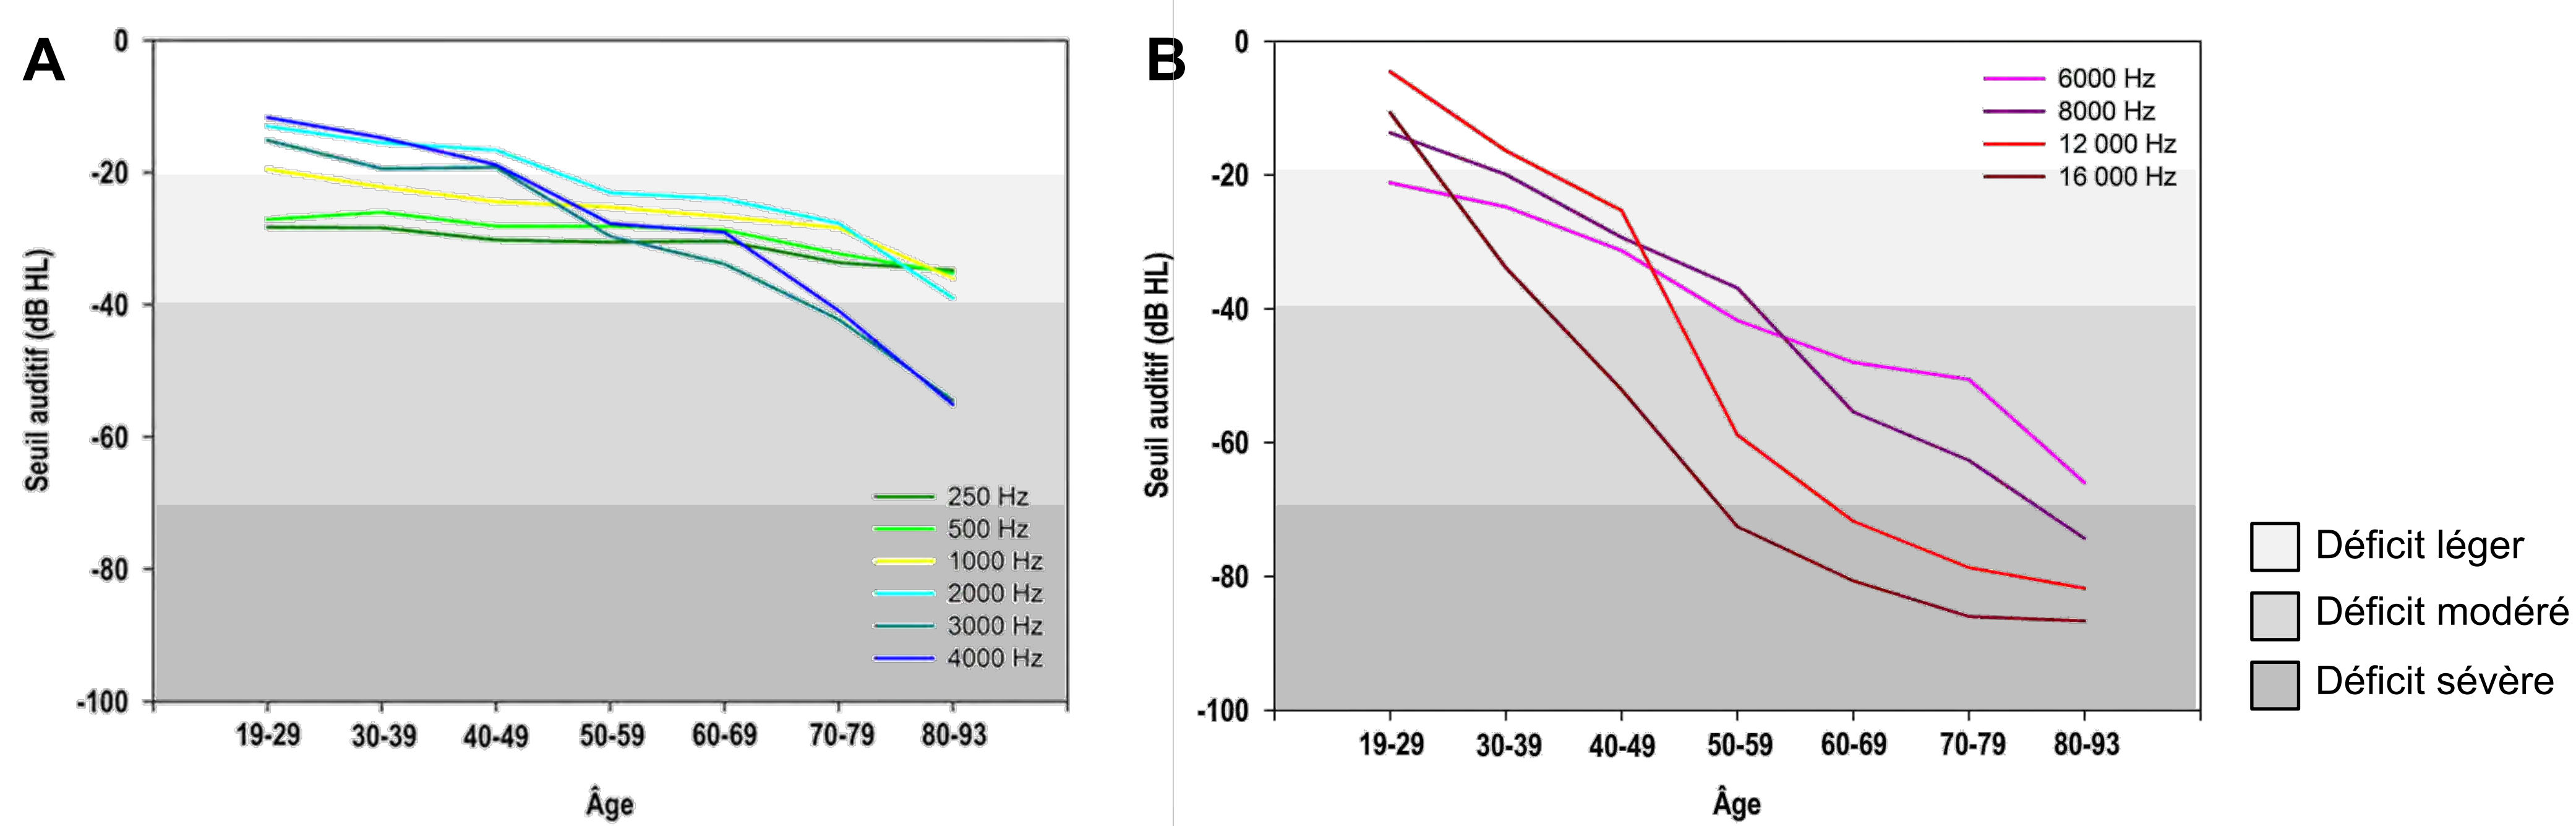 A
0
-20
-40
-60
-80
-100
Seuil auditif (dB HL)
250 Hz
500 Hz
1000 Hz
2000 Hz
3000 Hz
4000 Hz
19-29 30-39 40-49 50-59 60-69 70-79 80-93
Âge
B
0
-20
-40
-60
-80
-100
Seuil auditif (dB HL)
6000 Hz
8000 Hz
12 000 Hz
16 000 Hz
19-29 30-39 40-49 50-59 60-69 70-79 80-93
Âge
Déficit léger
Déficit modéré
Déficit sévère